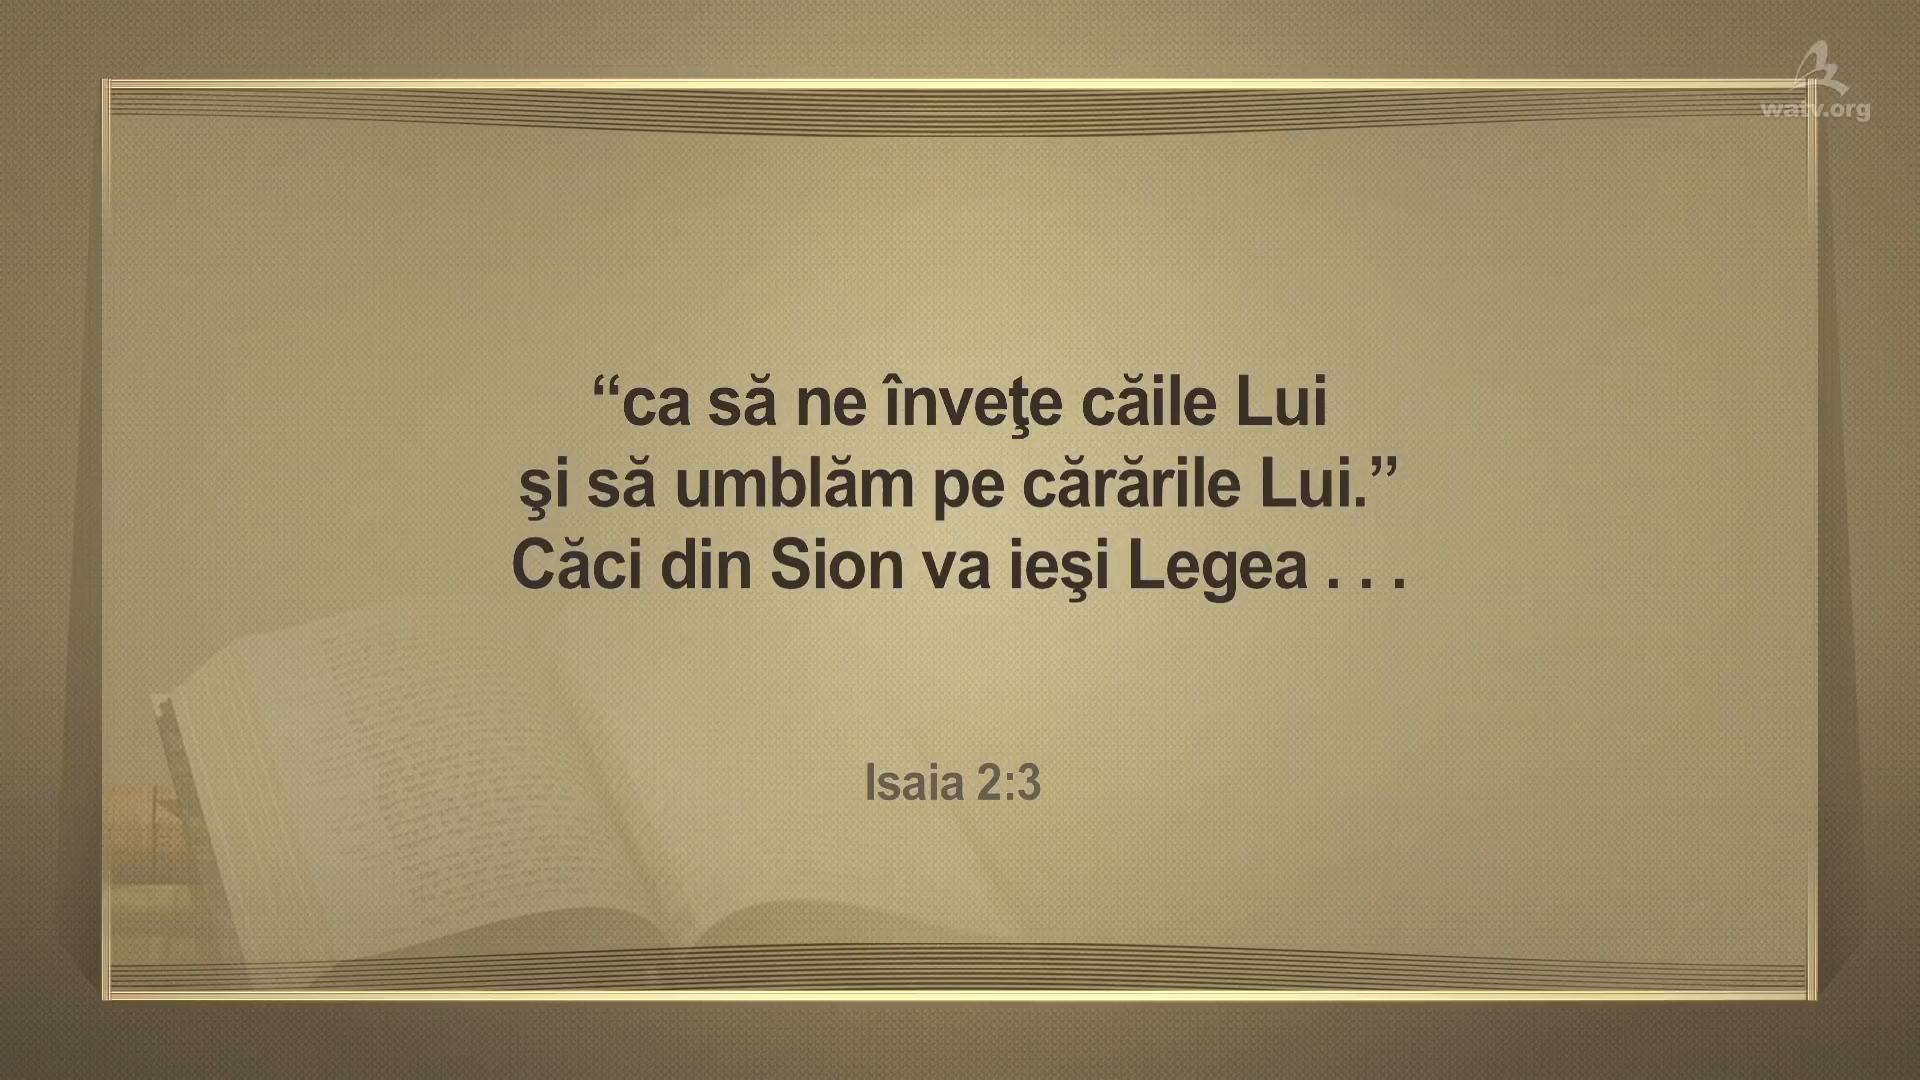 watv.org
“ca să ne înveţe căile Lui
şi să umblăm pe cărările Lui.”
Căci din Sion va ieşi Legea . . .
Isaia 2:3